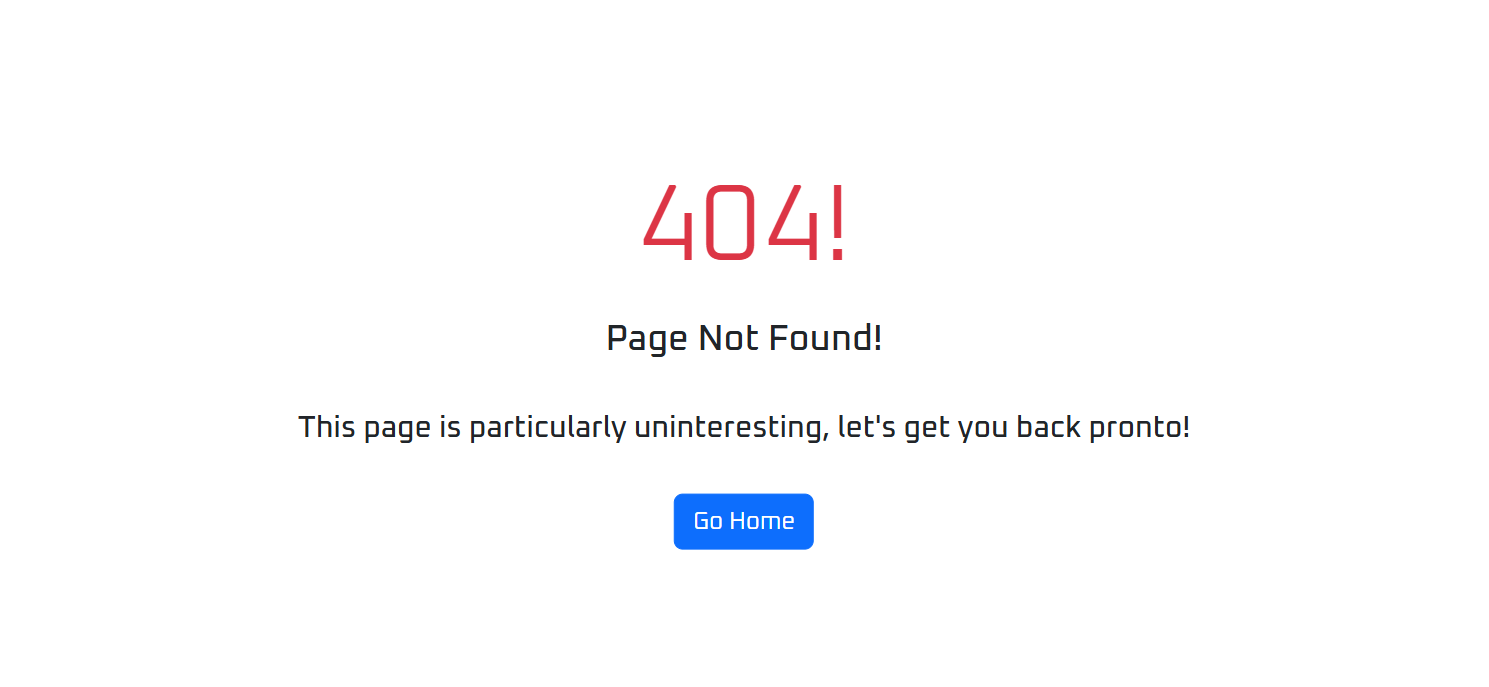 404!
Page Not Found!
This page is particularly uninteresting, let's get you back pronto!
Go Home